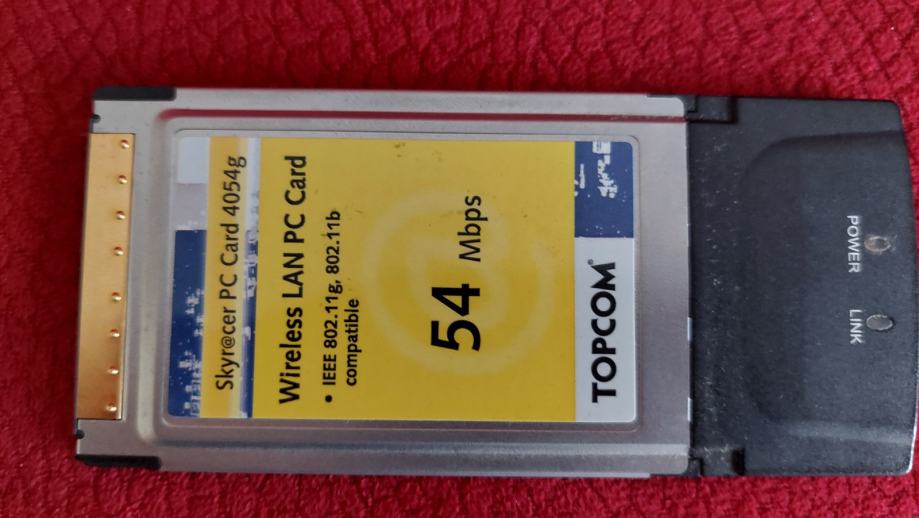 Skyr@cer PC Card 4054g
Wireless LAN PC Card
• IEEE 802.11g, 802.11b
compatible
54 Mbps
TOPCOM®
POWER
LINK